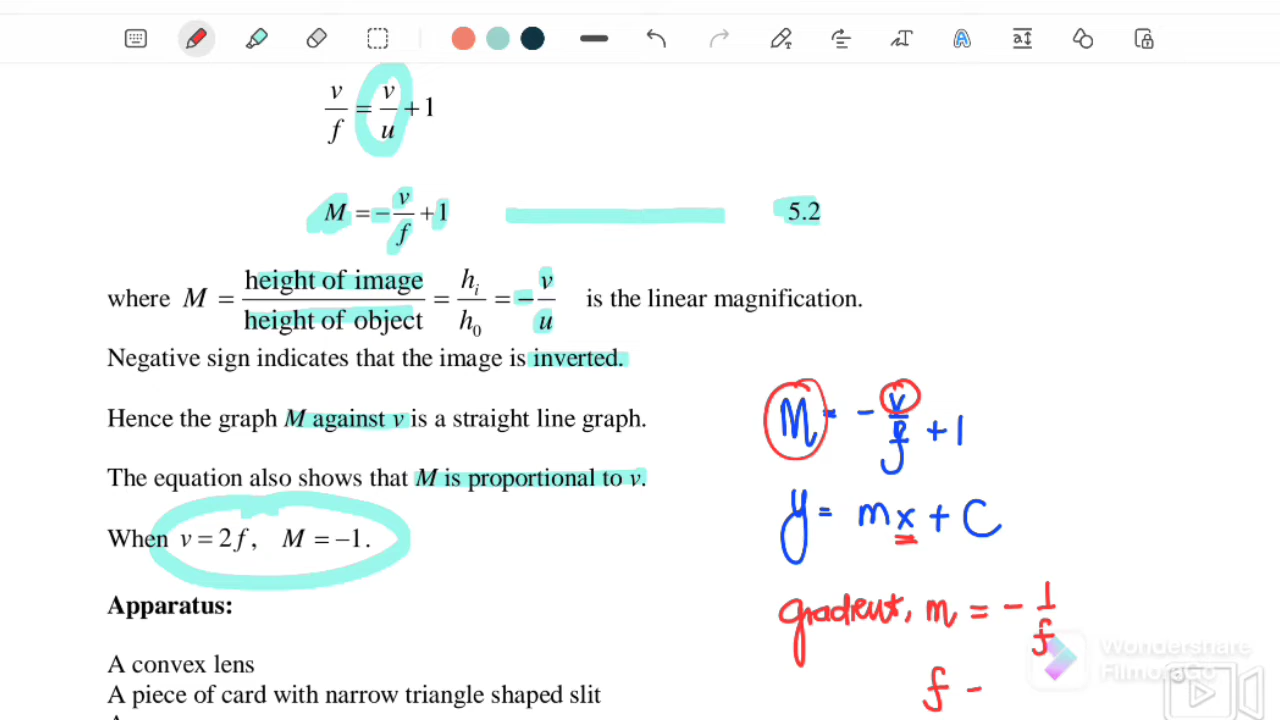 v/f = v/u + 1
M = − v/f + 1 5.2
where M = height of image / height of object = hᵢ/h₀ = − v/u is the linear magnification.
Negative sign indicates that the image is inverted.
Hence the graph M against v is a straight line graph.
The equation also shows that M is proportional to v.
When v = 2f, M = −1.
Apparatus:
A convex lens
A piece of card with narrow triangle shaped slit
M = − v/f + 1
y = mx + C
gradient, m = − 1/f
f =
Wondershare
FilmoraGo